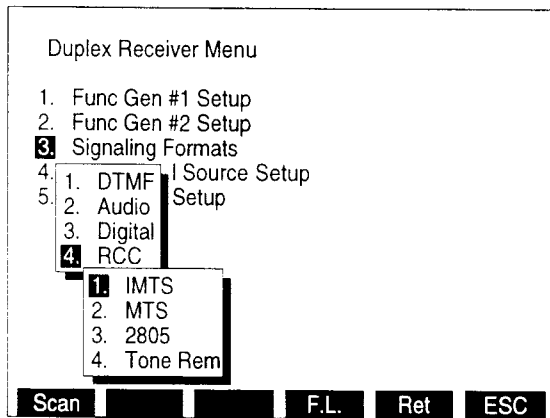 Duplex Receiver Menu
1. Func Gen #1 Setup
2. Func Gen #2 Setup
3. Signaling Formats
4. l Source Setup
5. Setup
1. DTMF
2. Audio
3. Digital
4. RCC
1. IMTS
2. MTS
3. 2805
4. Tone Rem
Scan F.L. Ret ESC